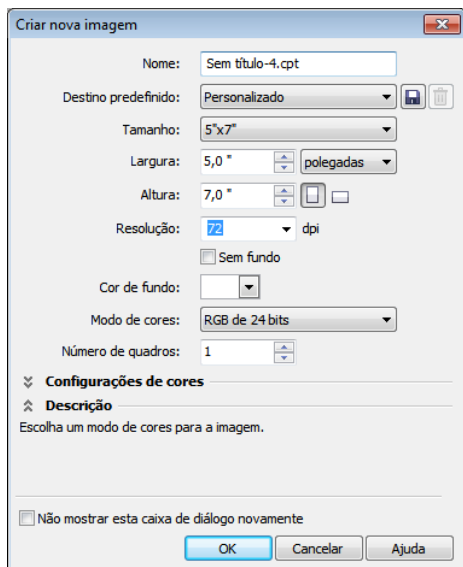 Criar nova imagem
Nome: Sem título-4.cpt
Destino predefinido: Personalizado
Tamanho: 5"x7"
Largura: 5,0 " polegadas
Altura: 7,0 "
Resolução: 72 dpi
Sem fundo
Cor de fundo:
Modo de cores: RGB de 24 bits
Número de quadros: 1
Configurações de cores
Descrição
Escolha um modo de cores para a imagem.
Não mostrar esta caixa de diálogo novamente
OK Cancelar Ajuda